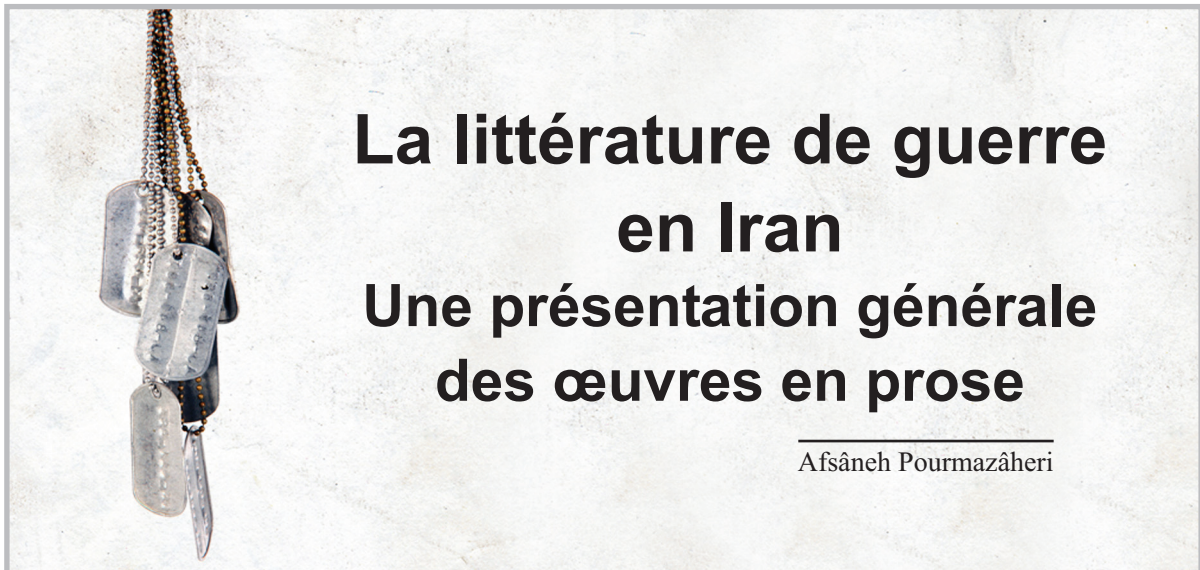 La littérature de guerre
en Iran
Une présentation générale
des œuvres en prose
Afsâneh Pourmazâheri